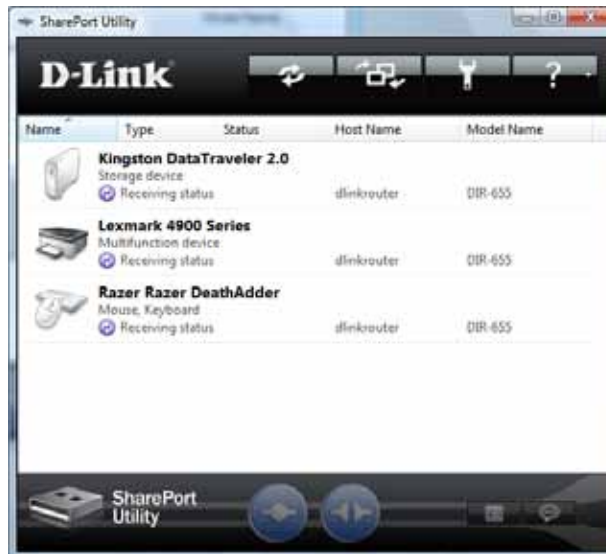 SharePort Utility
D-Link
?
Name Type Status Host Name Model Name
Kingston DataTraveler 2.0
Storage device
Receiving status dlinkrouter DIR-655
Lexmark 4900 Series
Multifunction device
Receiving status dlinkrouter DIR-655
Razer Razer DeathAdder
Mouse, Keyboard
Receiving status dlinkrouter DIR-655
SharePort
Utility